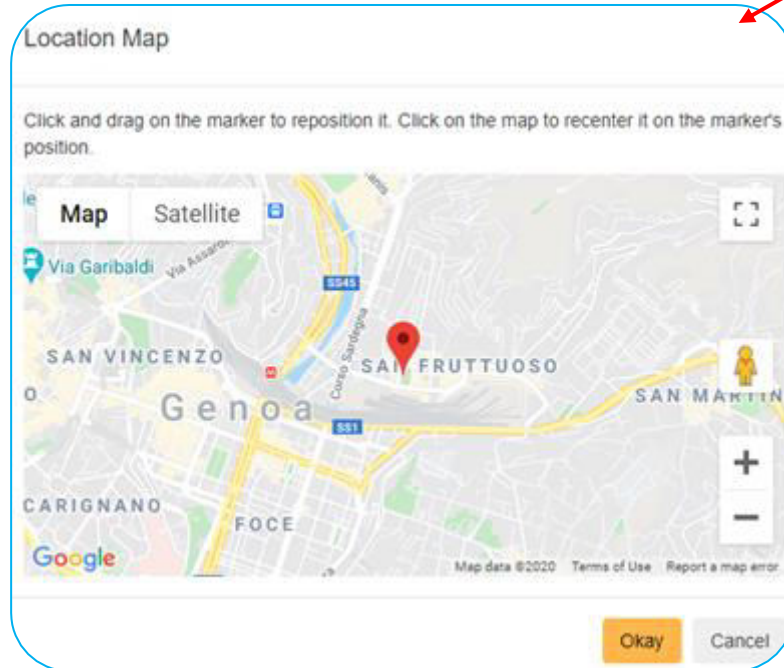 Location Map
Click and drag on the marker to reposition it. Click on the map to recenter it on the marker's
position.
Map Satellite
Via Garibaldi
Via Assarotti
SS45
Corso Sardegna
SAN VINCENZO
SAN FRUTTUOSO
SAN MARTIN
Genoa
SS1
CARIGNANO
FOCE
Google
Map data ©2020 Terms of Use Report a map error
Okay Cancel